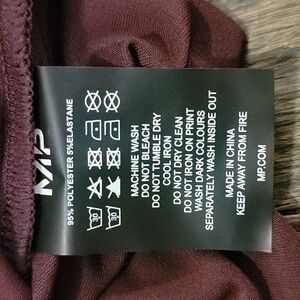 MP
95% POLYESTER 5%ELASTANE
MACHINE WASH
DO NOT BLEACH
DO NOT TUMBLE DRY
COOL IRON
DO NOT DRY CLEAN
DO NOT IRON ON PRINT
WASH DARK COLOURS
SEPARATELY WASH INSIDE OUT
MADE IN CHINA
KEEP AWAY FROM FIRE
MP.COM